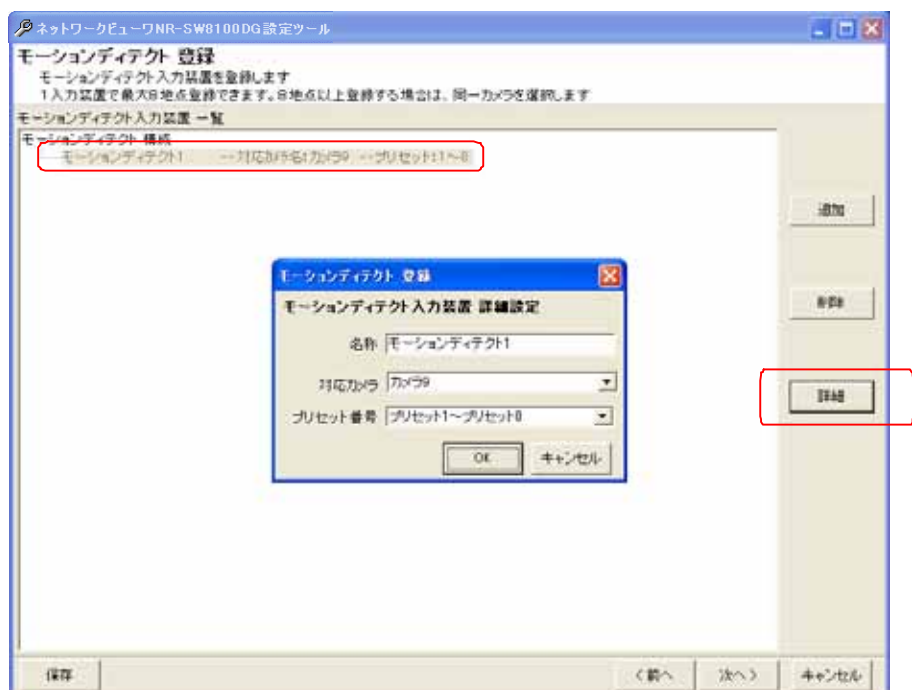 ネットワークビューワNR-SW8100DG設定ツール
モーションディテクト 登録
モーションディテクト入力装置を登録します
1入力装置で最大8地点登録できます。8地点以上登録する場合は、同一カメラを選択します
モーションディテクト入力装置 一覧
モーションディテクト 構成
モーションディテクト1 --対応カメラ名:カメラ9 --プリセット:1~8
追加
削除
詳細
モーションディテクト 登録
モーションディテクト入力装置 詳細設定
名称 モーションディテクト1
対応カメラ カメラ9
プリセット番号 プリセット1~プリセット8
OK キャンセル
保存 <前へ 次へ> キャンセル